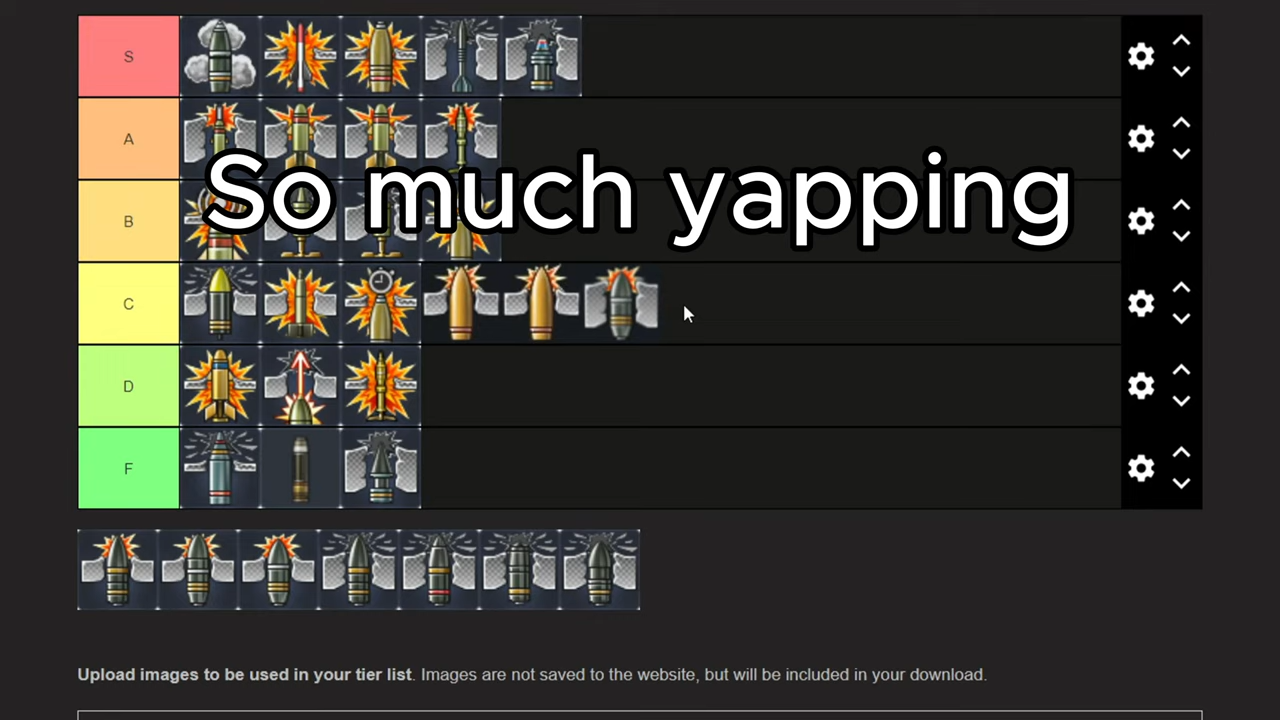 S
A
So much yapping
B
C
D
F
Upload images to be used in your tier list. Images are not saved to the website, but will be included in your download.